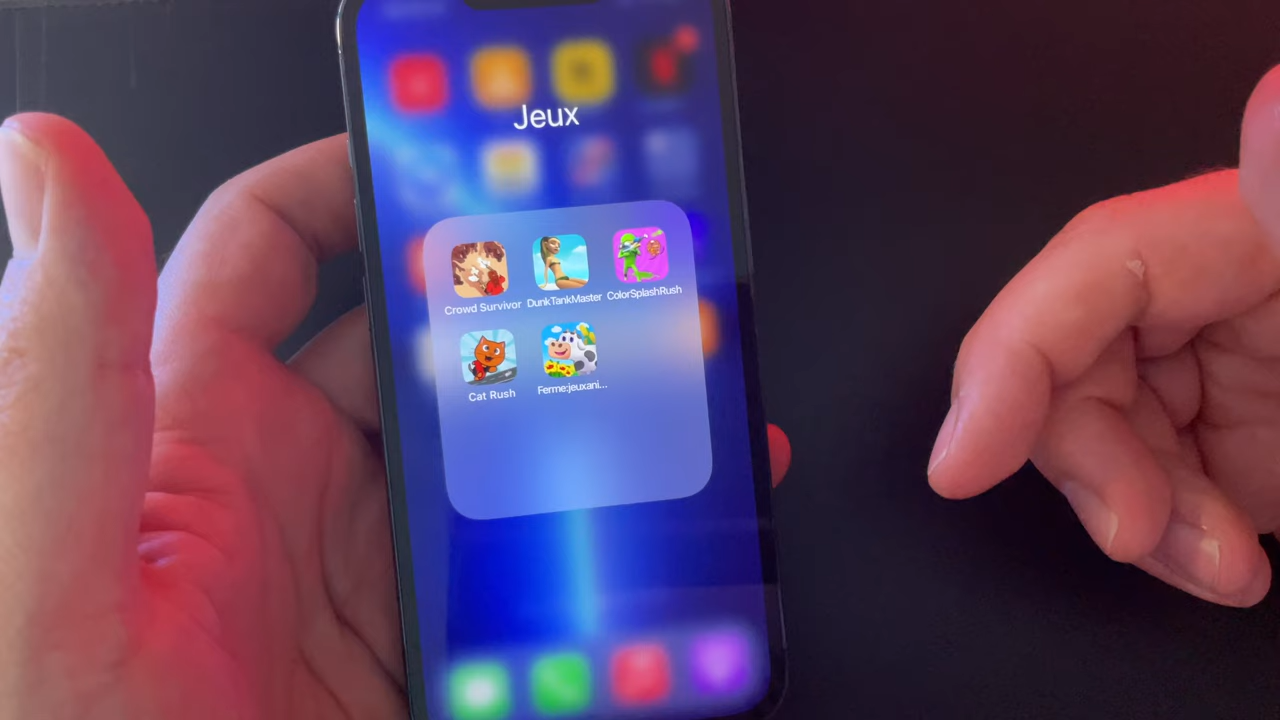 Jeux
Crowd Survivor
DunkTankMaster
ColorSplashRush
Cat Rush
Ferme:jeuxani...